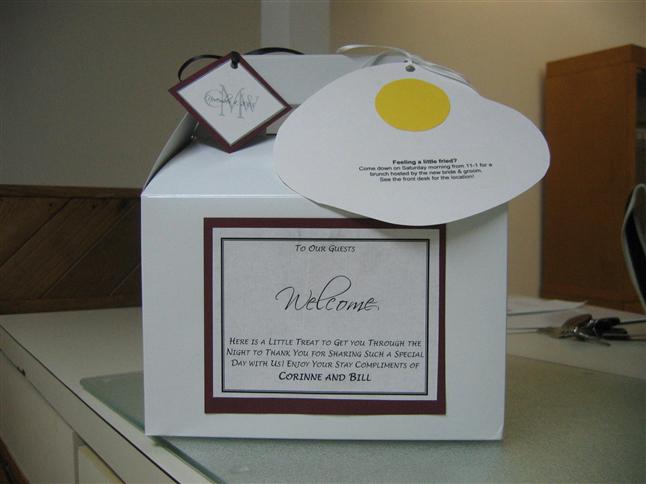 Feeling a little fried?
Come down on Saturday morning from 11-1 for a
brunch hosted by the new bride & groom.
See the front desk for the location!
To Our Guests
Welcome
Here is a Little Treat to Get you Through the
Night to Thank You for Sharing Such a Special
Day with Us! Enjoy Your Stay Compliments of
Corinne and Bill